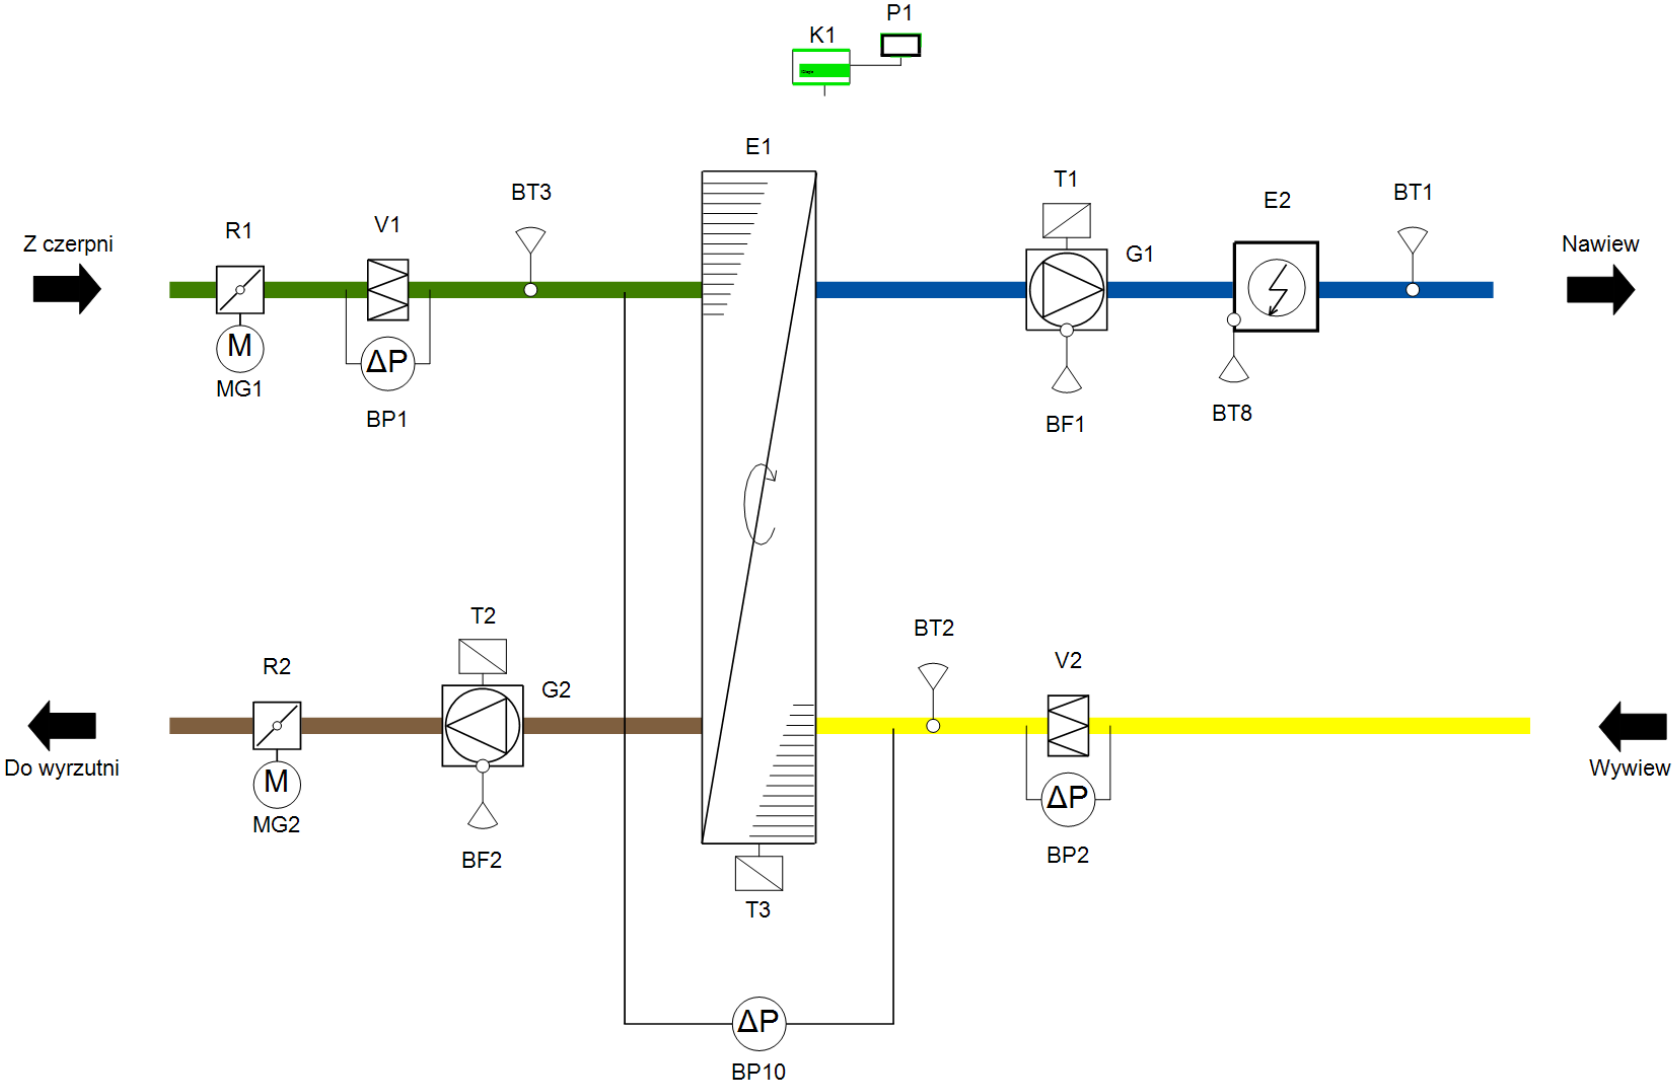 P1
K1
E1
T1
BT3
BT1
E2
V1
R1
Z czerpni
G1
Nawiew
M
ΔP
MG1
BP1
BT8
BF1
T2
BT2
R2
V2
G2
Do wyrzutni
Wywiew
M
ΔP
MG2
BP2
BF2
T3
ΔP
BP10